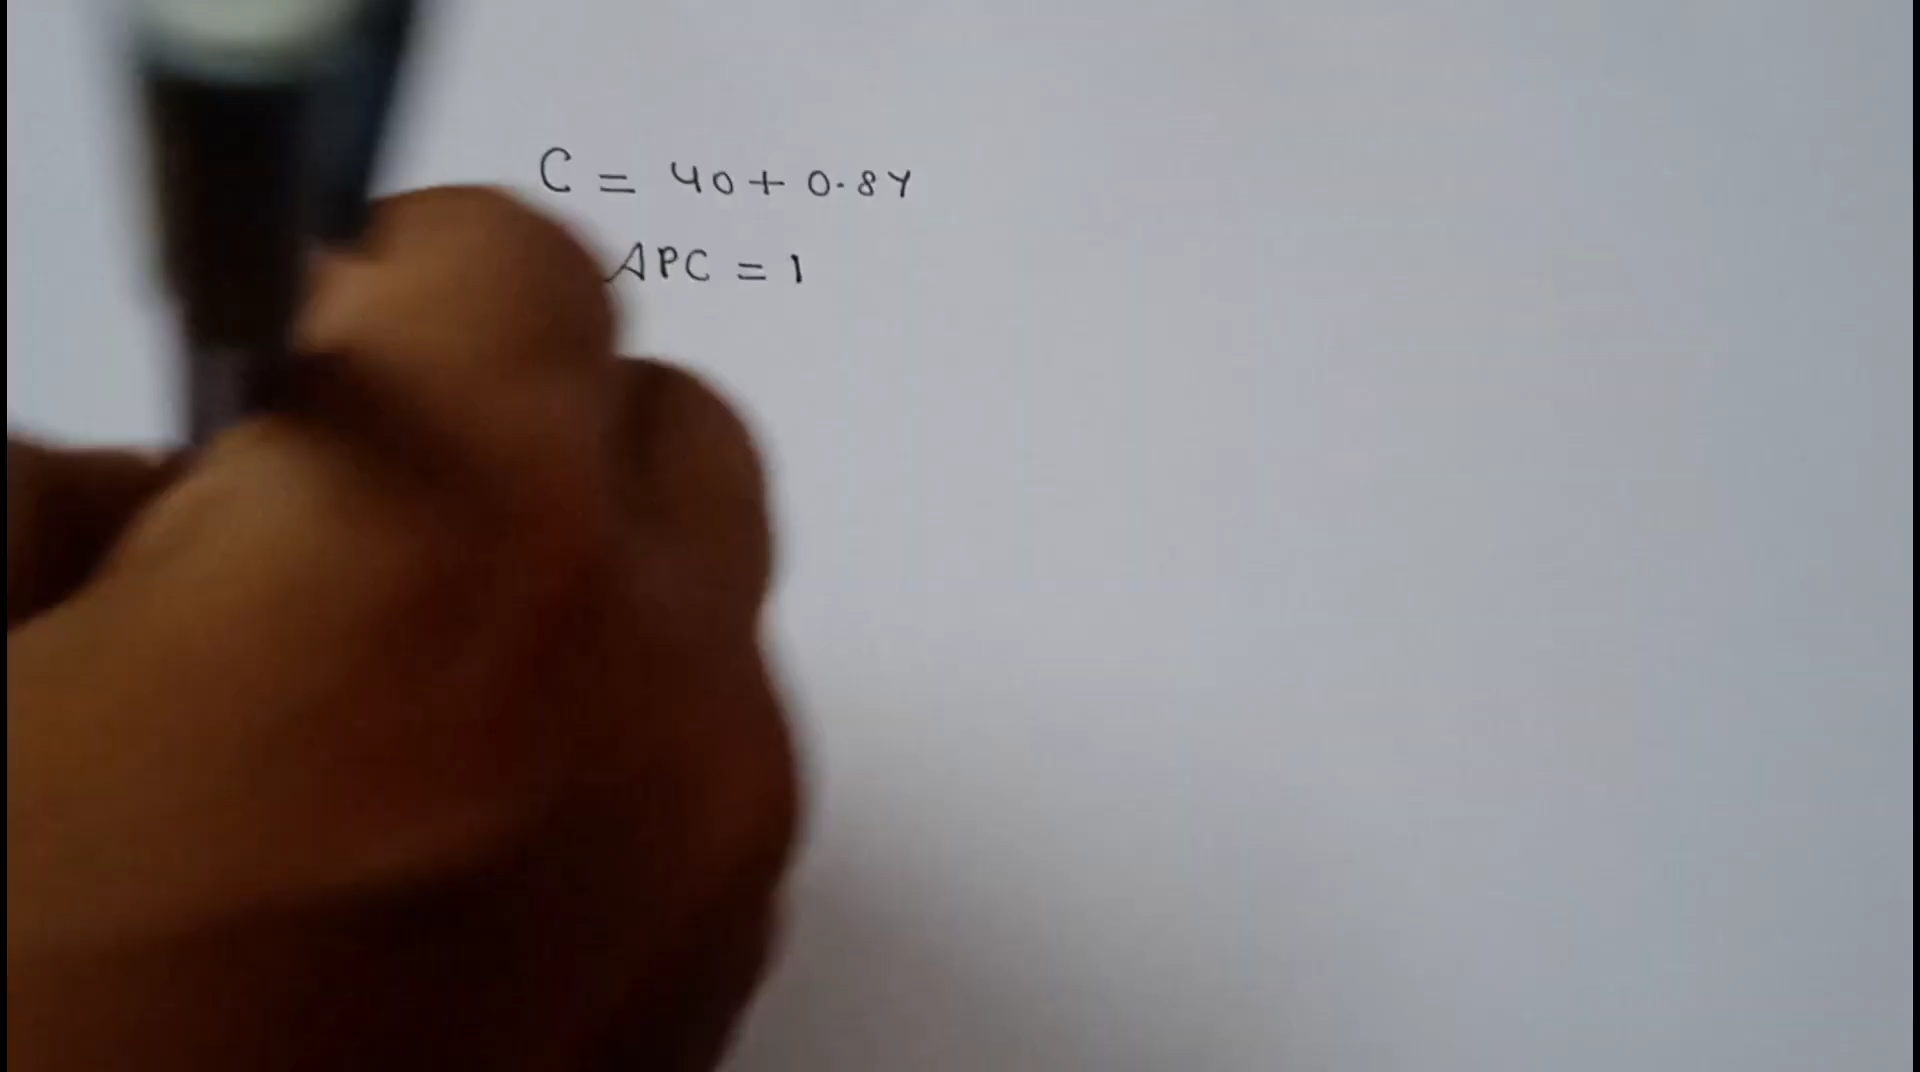 C = 40 + 0.8Y
APC = 1